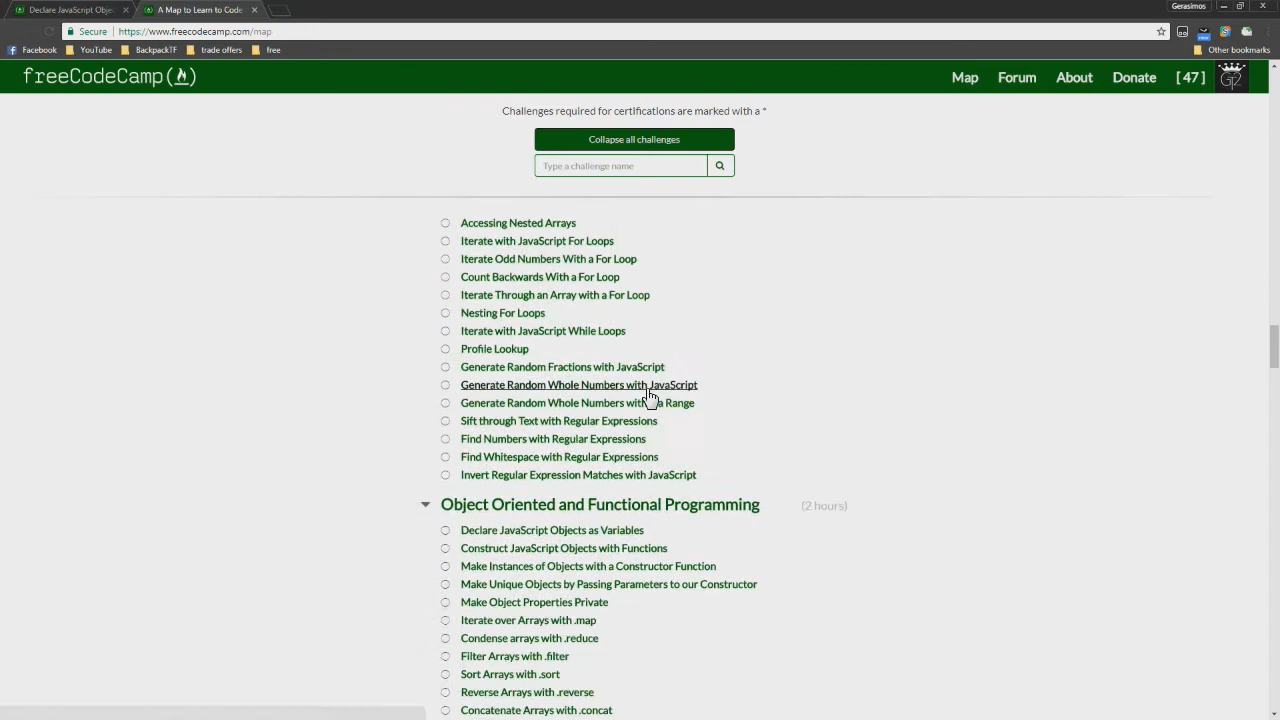 Declare JavaScript Obje
A Map to Learn to Code
Gerasimos
Secure
https://www.freecodecamp.com/map
Facebook
YouTube
BackpackTF
trade offers
free
Other bookmarks
freeCodeCamp
Map
Forum
About
Donate
[ 47 ]
Challenges required for certifications are marked with a *
Collapse all challenges
Type a challenge name
Accessing Nested Arrays
Iterate with JavaScript For Loops
Iterate Odd Numbers With a For Loop
Count Backwards With a For Loop
Iterate Through an Array with a For Loop
Nesting For Loops
Iterate with JavaScript While Loops
Profile Lookup
Generate Random Fractions with JavaScript
Generate Random Whole Numbers with JavaScript
Generate Random Whole Numbers with a Range
Sift through Text with Regular Expressions
Find Numbers with Regular Expressions
Find Whitespace with Regular Expressions
Invert Regular Expression Matches with JavaScript
Object Oriented and Functional Programming
(2 hours)
Declare JavaScript Objects as Variables
Construct JavaScript Objects with Functions
Make Instances of Objects with a Constructor Function
Make Unique Objects by Passing Parameters to our Constructor
Make Object Properties Private
Iterate over Arrays with .map
Condense arrays with .reduce
Filter Arrays with .filter
Sort Arrays with .sort
Reverse Arrays with .reverse
Concatenate Arrays with .concat